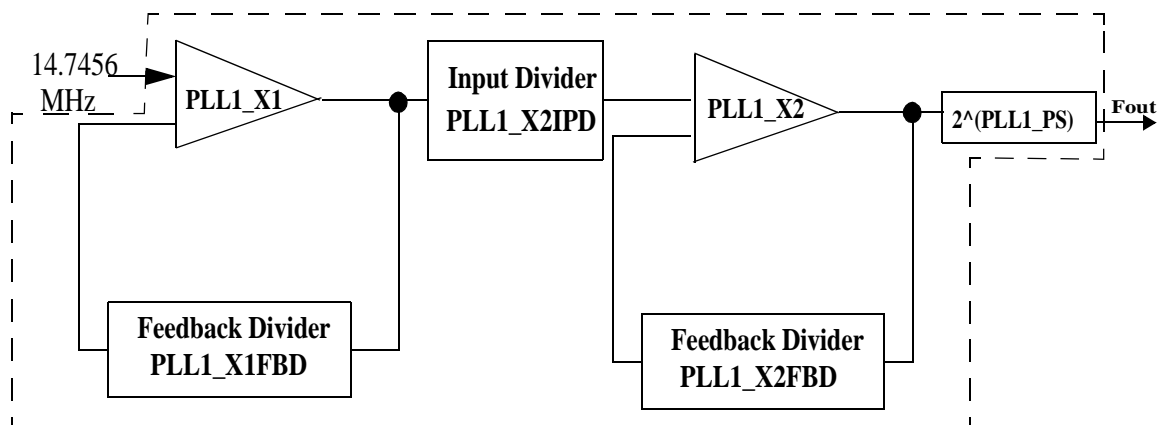 14.7456
MHz
PLL1_X1
Input Divider
PLL1_X2IPD
PLL1_X2
2^(PLL1_PS)
Fout
Feedback Divider
PLL1_X1FBD
Feedback Divider
PLL1_X2FBD